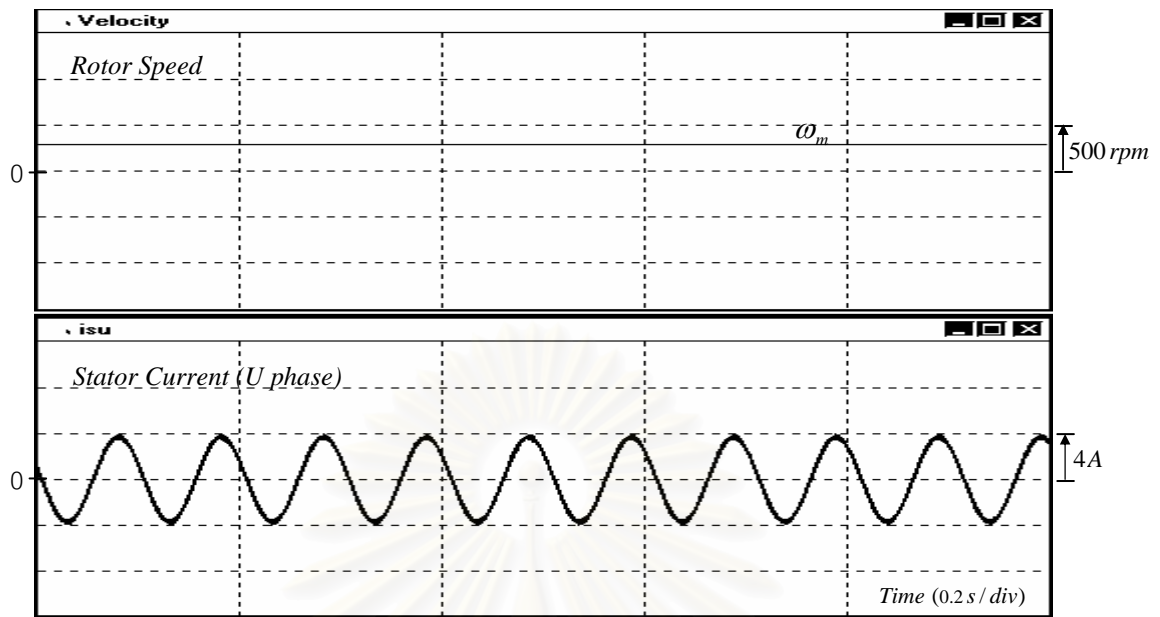 Velocity
Rotor Speed
ω_m
500 rpm
0
isu
Stator Current (U phase)
4A
0
Time (0.2 s / div)